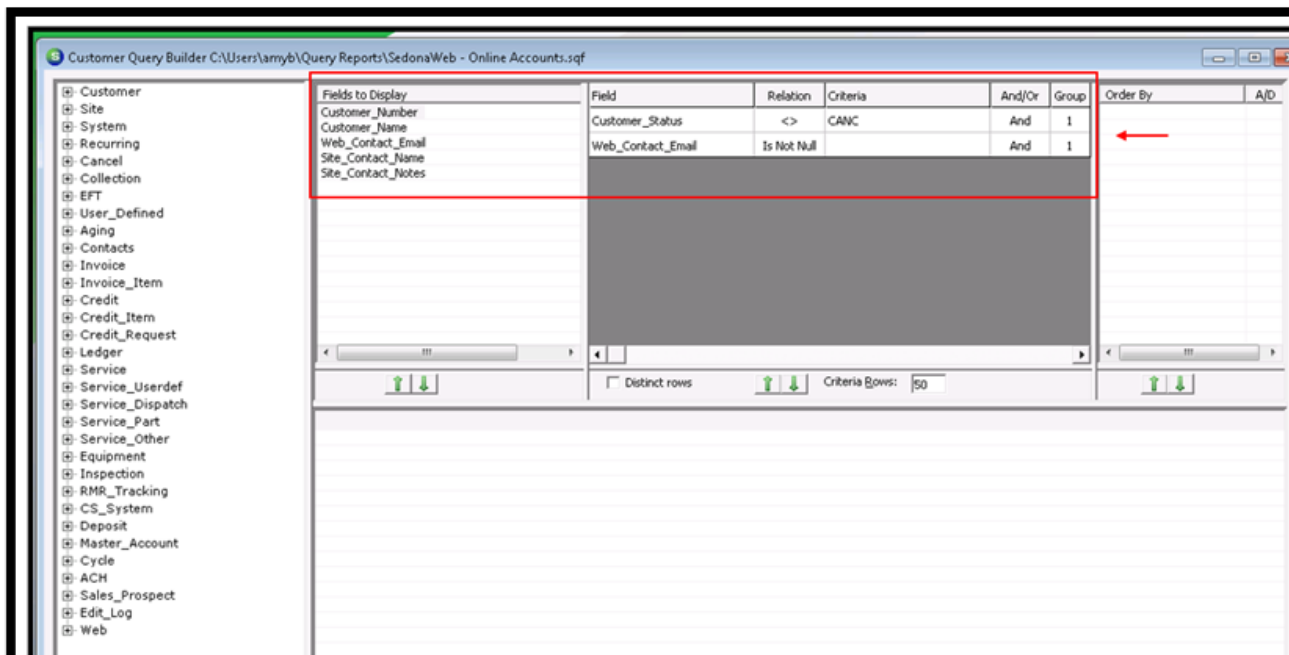 Customer Query Builder C:\Users\amyb\Query Reports\SedonaWeb - Online Accounts.sqf
Customer
Site
System
Recurring
Cancel
Collection
EFT
User_Defined
Aging
Contacts
Invoice
Invoice_Item
Credit
Credit_Item
Credit_Request
Ledger
Service
Service_Userdef
Service_Dispatch
Service_Part
Service_Other
Equipment
Inspection
RMR_Tracking
CS_System
Deposit
Master_Account
Cycle
ACH
Sales_Prospect
Edit_Log
Web
Fields to Display
Customer_Number
Customer_Name
Web_Contact_Email
Site_Contact_Name
Site_Contact_Notes
Field Relation Criteria And/Or Group
Customer_Status <> CANC And 1
Web_Contact_Email Is Not Null And 1
Distinct rows Criteria Rows: 50
Order By A/D